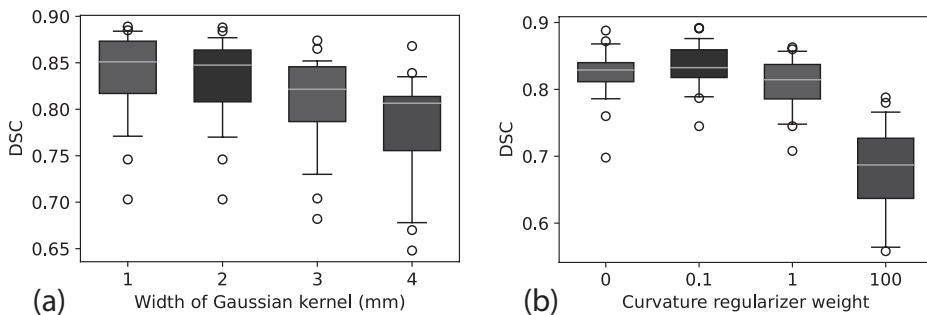 0.90
0.85
0.80
0.75
0.70
0.65
DSC
1 2 3 4
(a) Width of Gaussian kernel (mm)
0.9
0.8
0.7
0.6
DSC
0 0.1 1 100
(b) Curvature regularizer weight